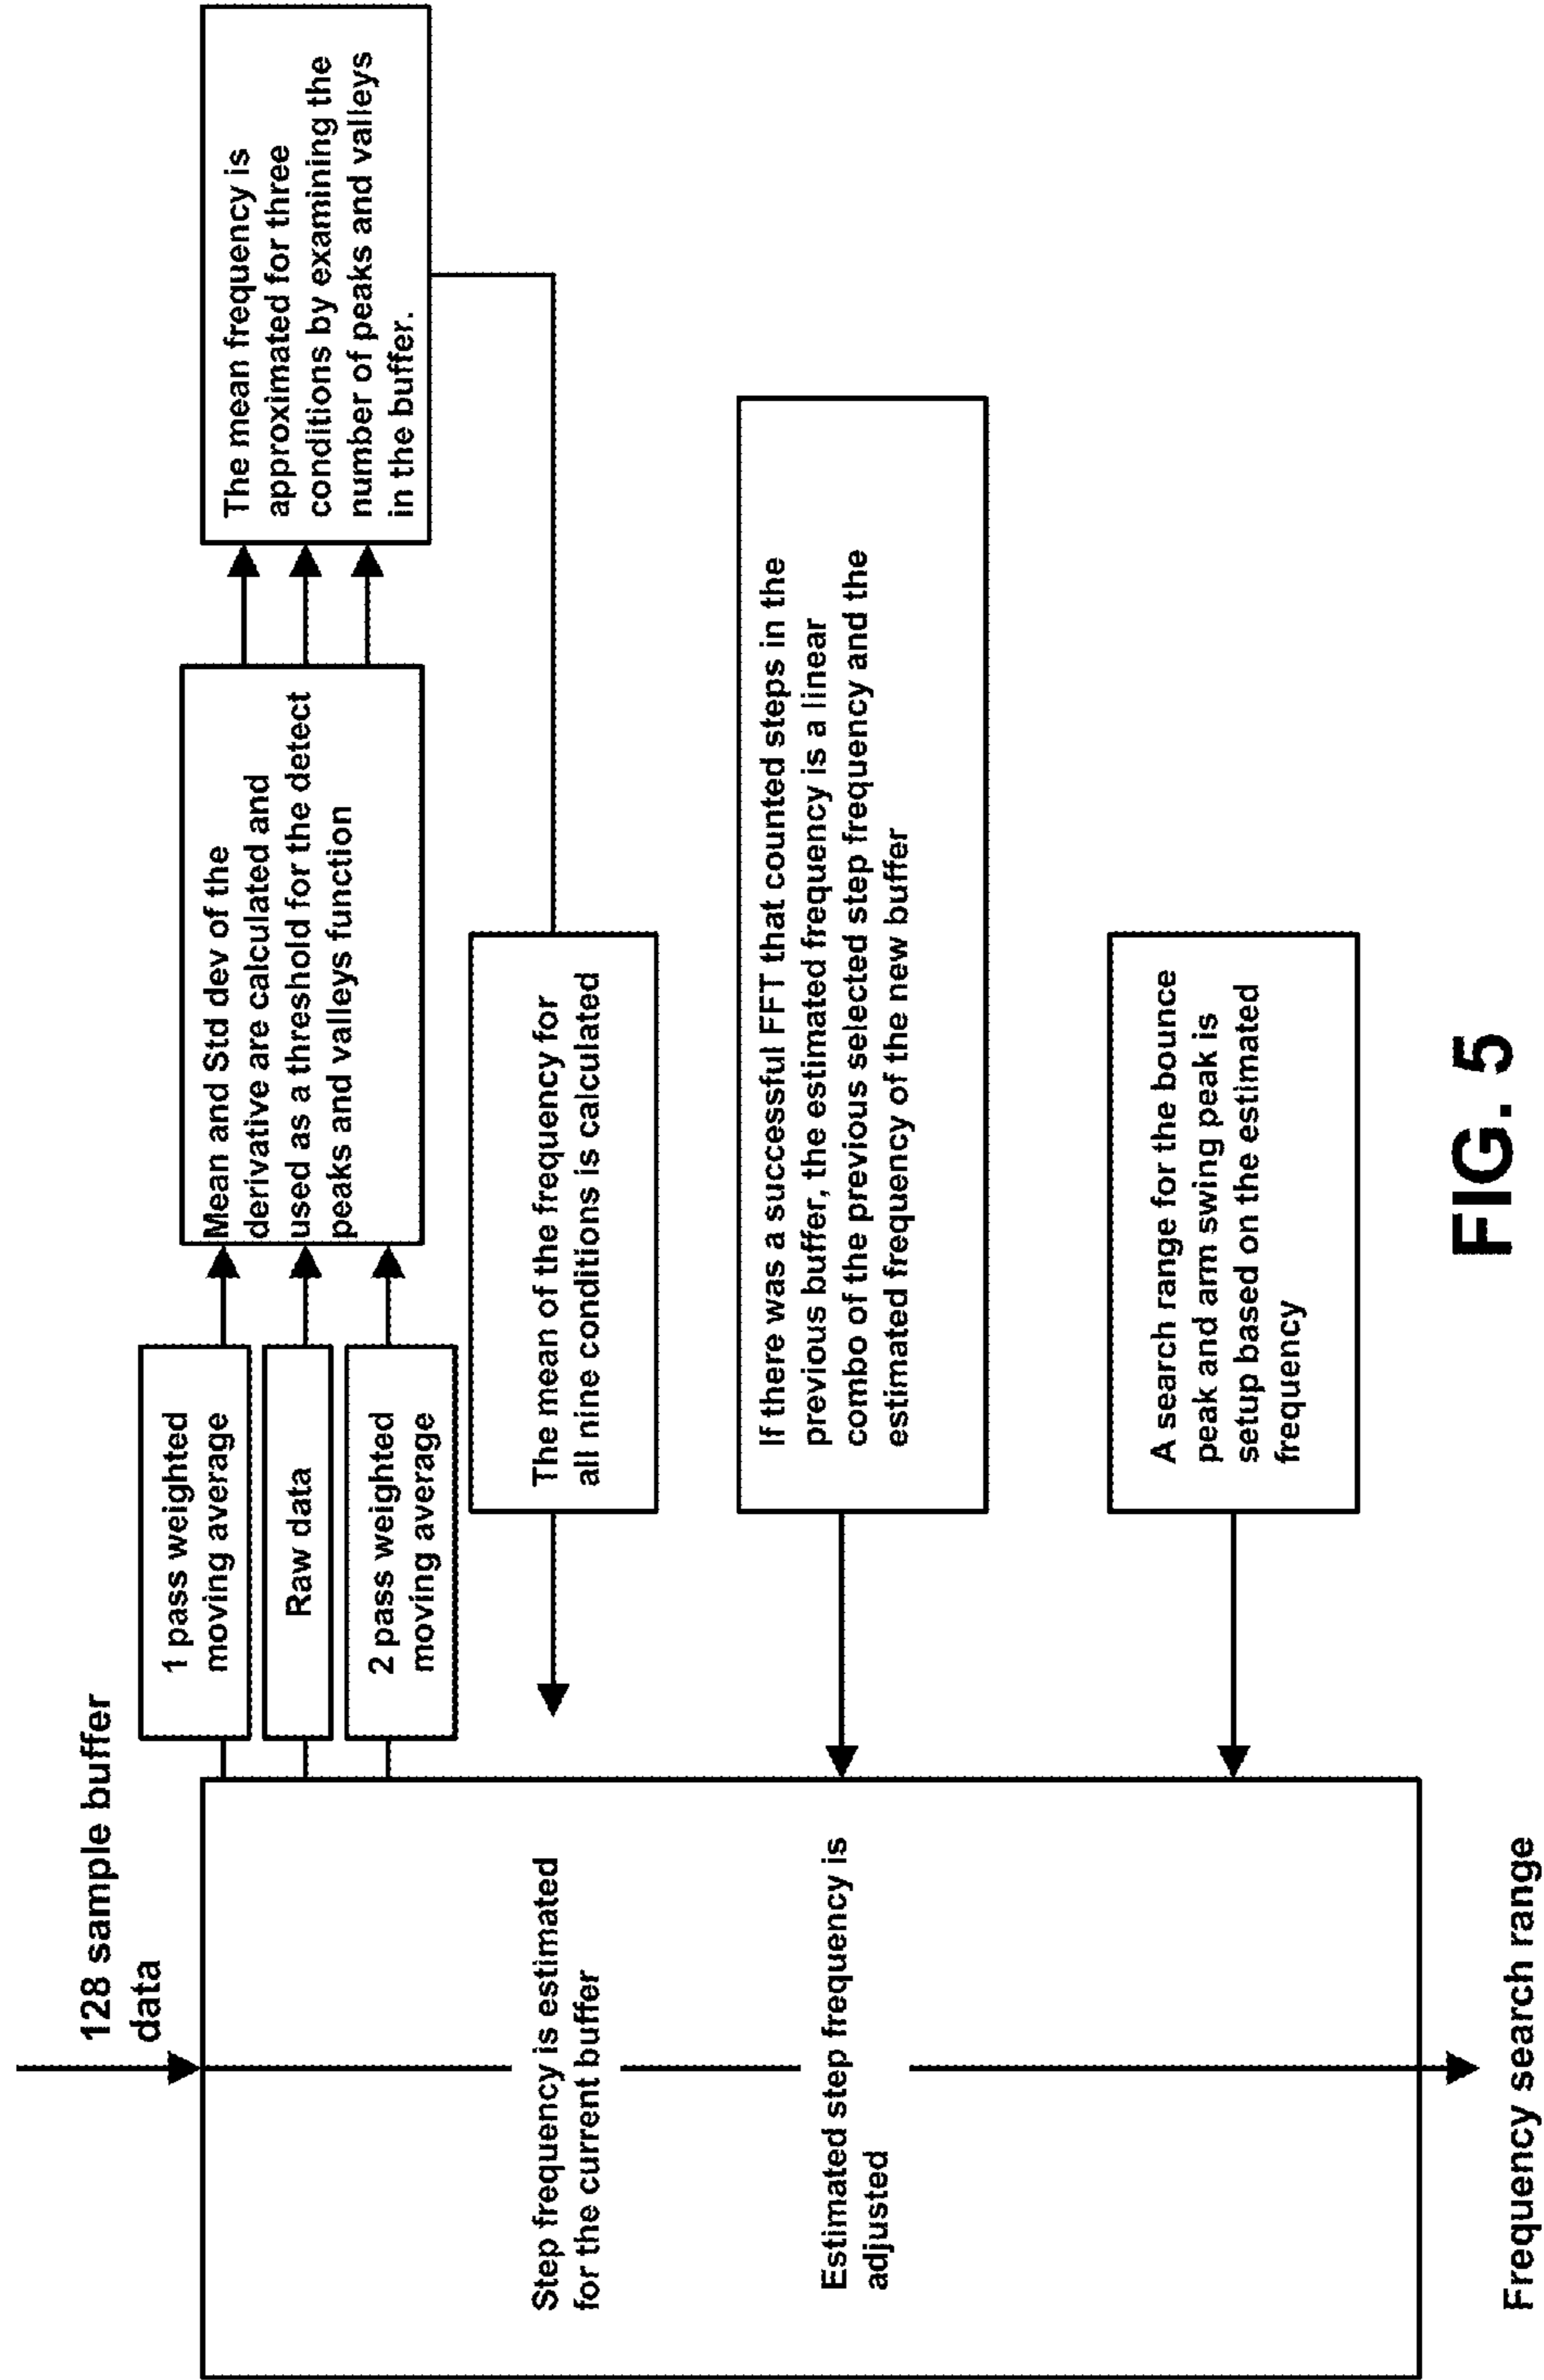 128 sample buffer
data
1 pass weighted
moving average
Raw data
2 pass weighted
moving average
Mean and Std dev of the
derivative are calculated and
used as a threshold for the detect
peaks and valleys function
The mean frequency is
approximated for three
conditions by examining the
number of peaks and valleys
in the buffer.
Step frequency is estimated
for the current buffer
The mean of the frequency for
all nine conditions is calculated
Estimated step frequency is
adjusted
If there was a successful FFT that counted steps in the
previous buffer, the estimated frequency is a linear
combo of the previous selected step frequency and the
estimated frequency of the new buffer
A search range for the bounce
peak and arm swing peak is
setup based on the estimated
frequency
Frequency search range
FIG. 5